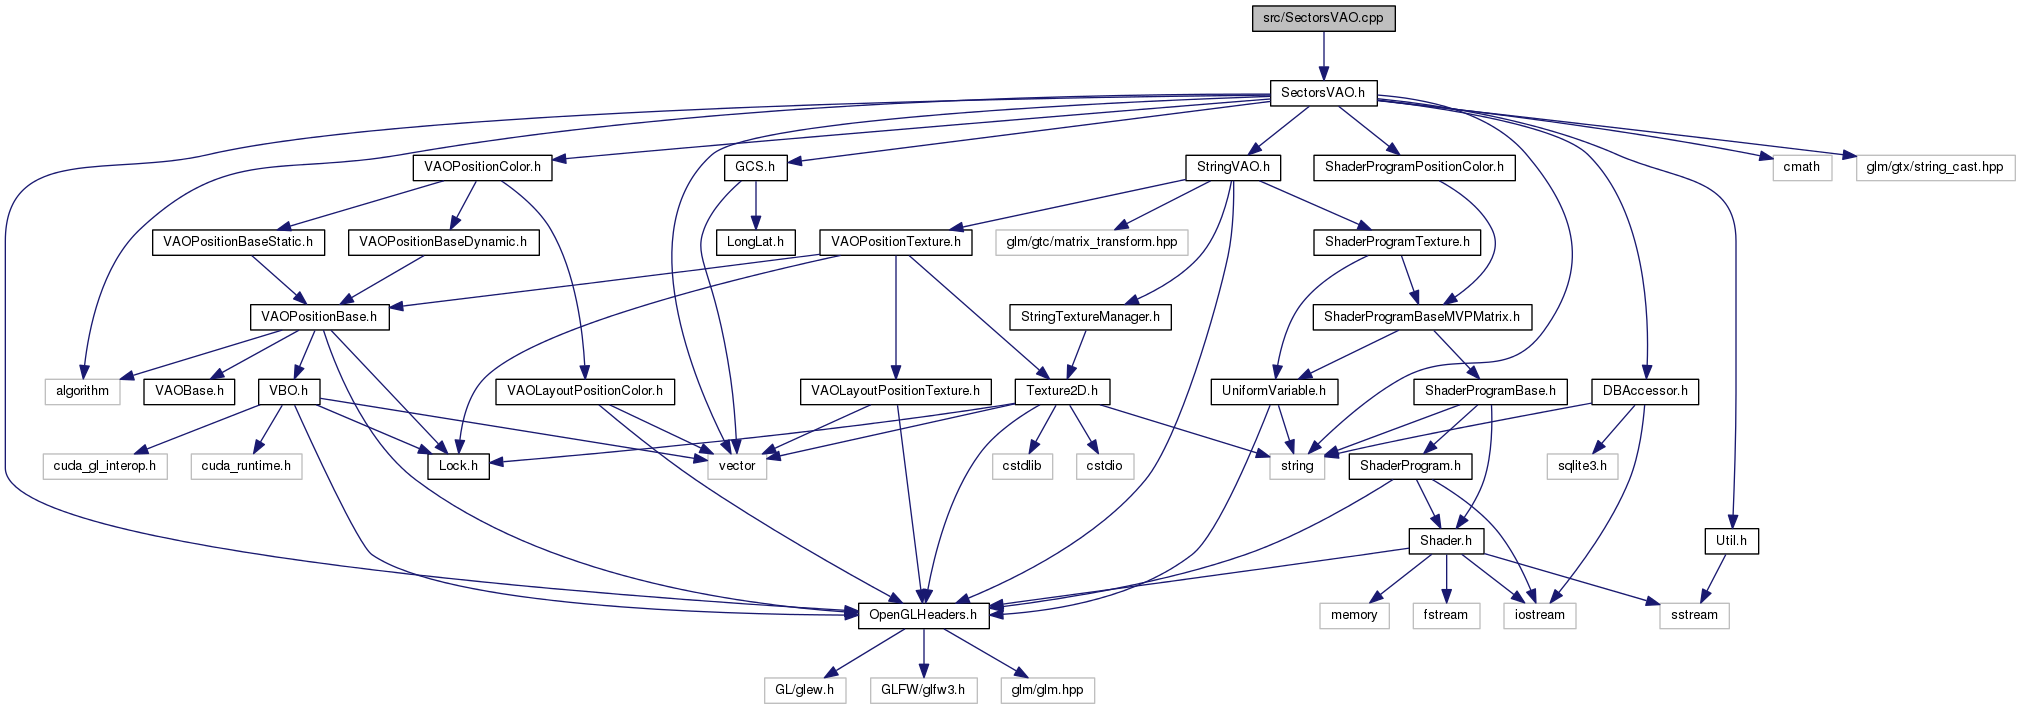 src/SectorsVAO.cpp
SectorsVAO.h
VAOPositionColor.h
GCS.h
StringVAO.h
ShaderProgramPositionColor.h
cmath
glm/gtx/string_cast.hpp
VAOPositionBaseStatic.h
VAOPositionBaseDynamic.h
LongLat.h
VAOPositionTexture.h
glm/gtc/matrix_transform.hpp
ShaderProgramTexture.h
VAOPositionBase.h
StringTextureManager.h
ShaderProgramBaseMVPMatrix.h
algorithm
VAOBase.h
VBO.h
VAOLayoutPositionColor.h
VAOLayoutPositionTexture.h
Texture2D.h
UniformVariable.h
ShaderProgramBase.h
DBAccessor.h
cuda_gl_interop.h
cuda_runtime.h
Lock.h
vector
cstdlib
cstdio
string
ShaderProgram.h
sqlite3.h
Shader.h
Util.h
OpenGLHeaders.h
memory
fstream
iostream
sstream
GL/glew.h
GLFW/glfw3.h
glm/glm.hpp